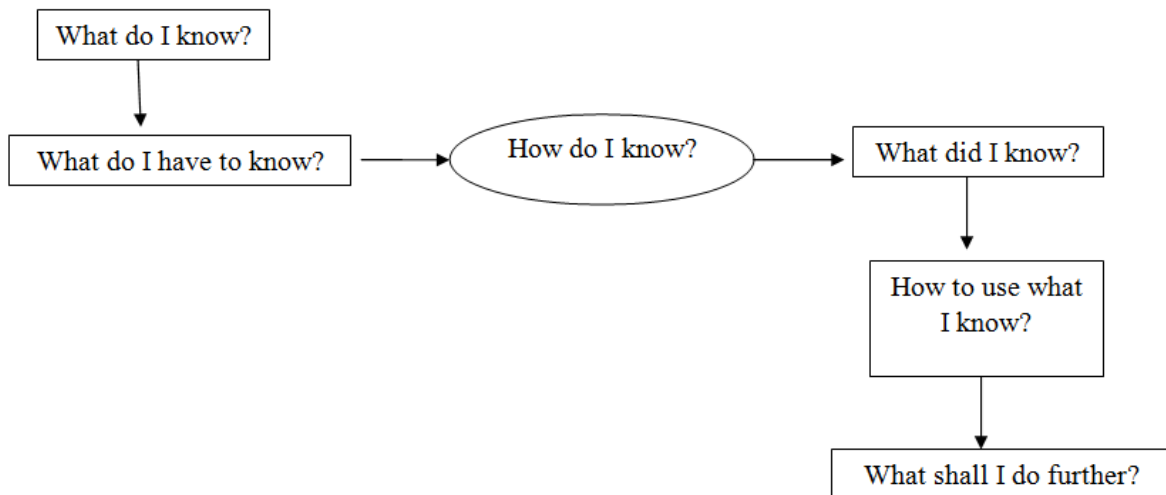 What do I know?
What do I have to know?
How do I know?
What did I know?
How to use what
I know?
What shall I do further?